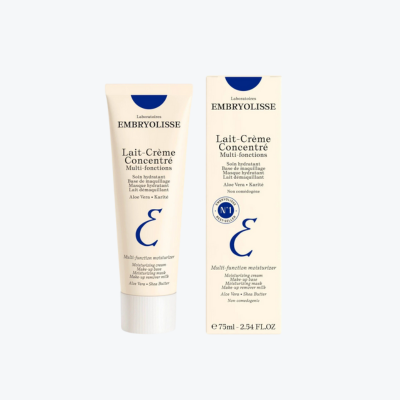 Laboratoires
EMBRYOLISSE
Lait-Crème
Concentré
Multi-fonctions
Soin hydratant
Base de maquillage
Masque hydratant
Lait démaquillant
Aloe Vera • Karité
Multi-function moisturizer
Moisturizing cream
Make-up base
Moisturizing mask
Make-up remover milk
Aloe Vera • Shea Butter
Laboratoires
EMBRYOLISSE
Lait-Crème
Concentré
Multi-fonctions
Soin hydratant
Base de maquillage
Masque hydratant
Lait démaquillant
Aloe Vera • Karité
Non comedogène
N°1
Multi-function moisturizer
Moisturizing cream
Make-up base
Moisturizing mask
Make-up remover milk
Aloe Vera • Shea Butter
Non-comedogenic
e 75ml - 2.54 FL.OZ